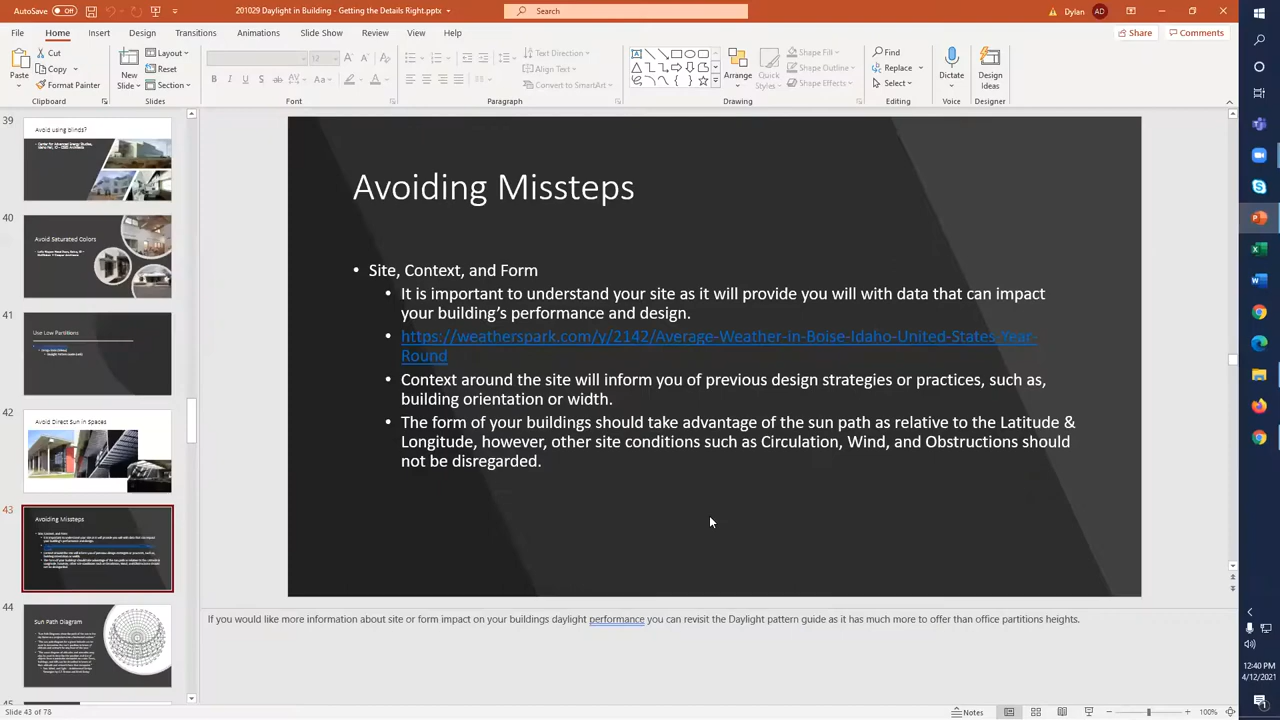 AutoSave Off 201029 Daylight in Building - Getting the Details Right.pptx Search Dylan AD
File Home Insert Design Transitions Animations Slide Show Review View Help Share Comments
Paste Cut Copy Format Painter Clipboard
New Slide Layout Reset Section Slides
12 Font
Text Direction Align Text Convert to SmartArt Paragraph
Arrange Quick Styles Shape Fill Shape Outline Shape Effects Drawing
Find Replace Select Editing
Dictate Voice
Design Ideas Designer
39
Avoid using blinds?
40
Avoid Saturated Colors
41
Use Low Partitions
42
Avoid Direct Sun in Spaces
43
Avoiding Missteps
44
Sun Path Diagram
45
Avoiding Missteps
• Site, Context, and Form
• It is important to understand your site as it will provide you will with data that can impact
your building's performance and design.
• https://weatherspark.com/y/2142/Average-Weather-in-Boise-Idaho-United-States-Year-
Round
• Context around the site will inform you of previous design strategies or practices, such as,
building orientation or width.
• The form of your buildings should take advantage of the sun path as relative to the Latitude &
Longitude, however, other site conditions such as Circulation, Wind, and Obstructions should
not be disregarded.
If you would like more information about site or form impact on your buildings daylight performance you can revisit the Daylight pattern guide as it has much more to offer than office partitions heights.
Slide 43 of 78 Notes 100%
12:40 PM
4/12/2021